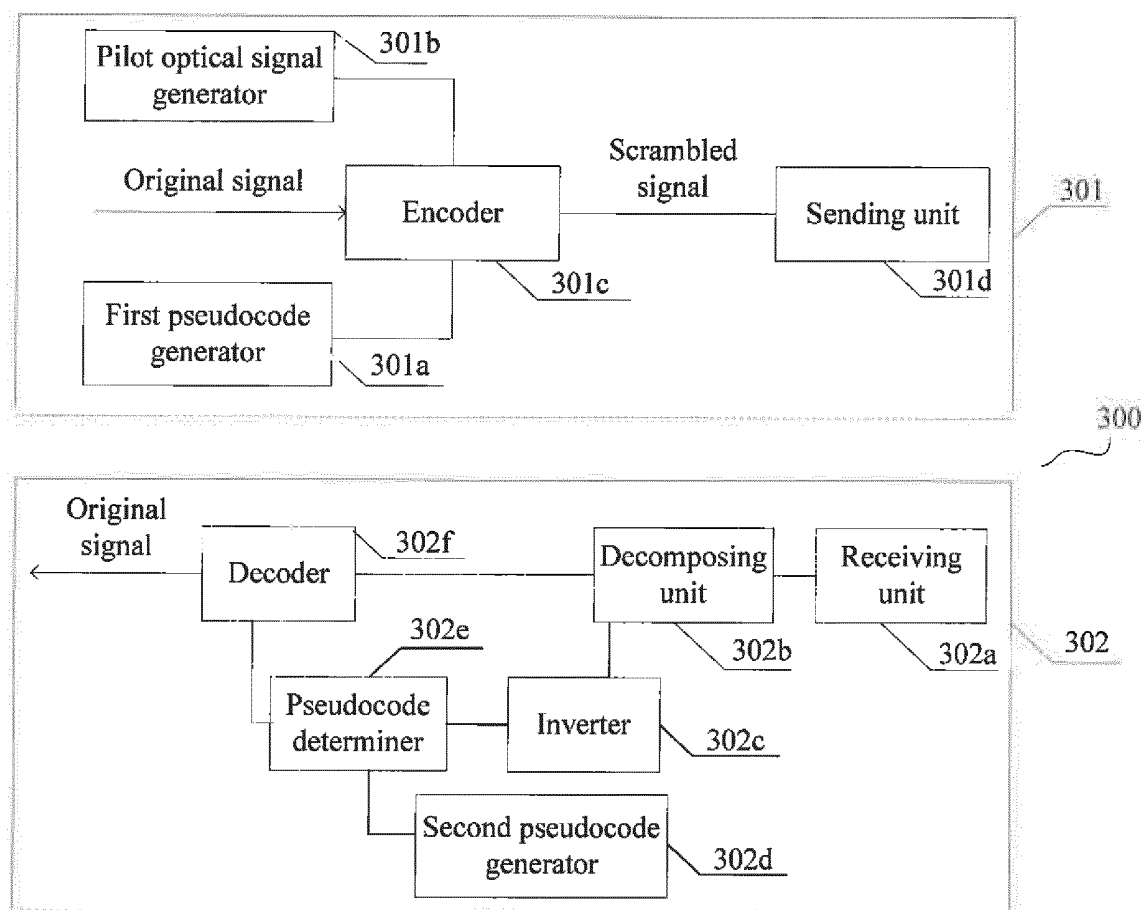 301b
Pilot optical signal
generator
Original signal
Scrambled
signal
Encoder
Sending unit
301
301c
301d
First pseudocode
generator
301a
300
Original
signal
302f
Decoder
Decomposing
unit
Receiving
unit
302e
302b
302a
302
Pseudocode
determiner
Inverter
302c
Second pseudocode
generator
302d